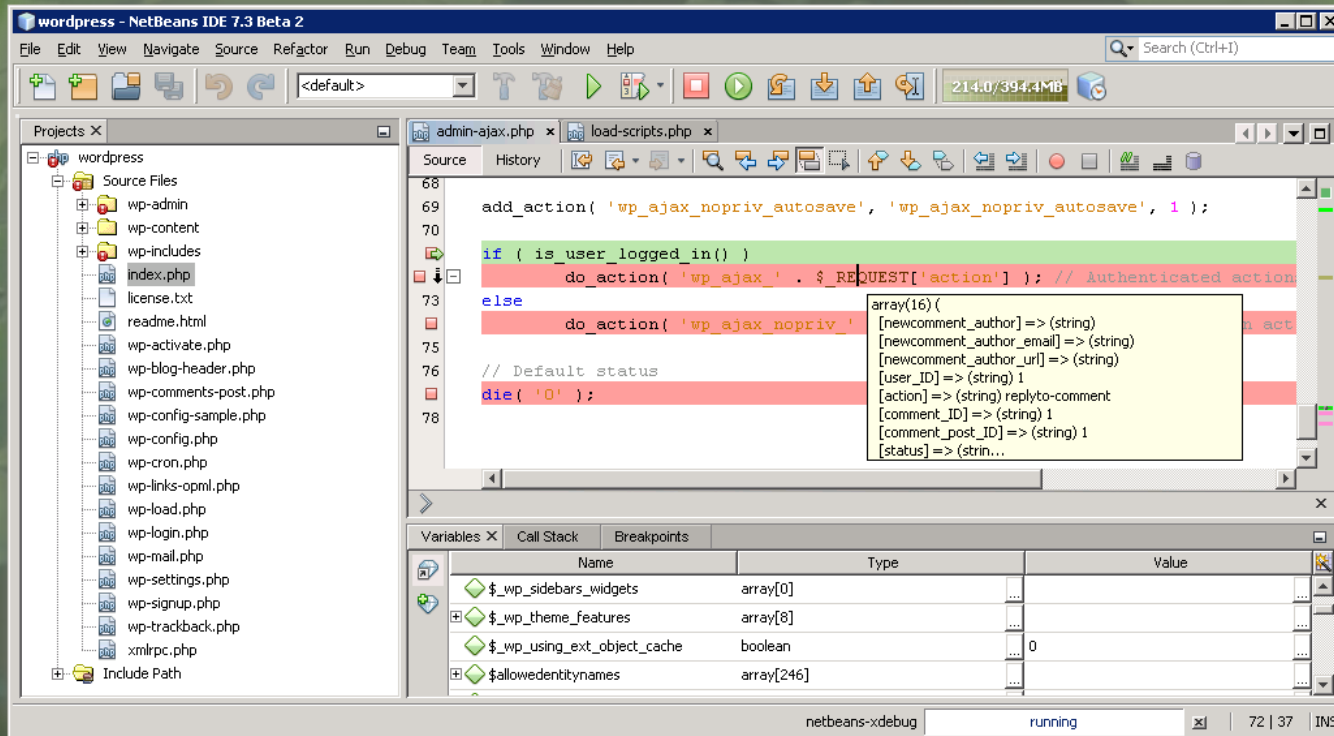 wordpress - NetBeans IDE 7.3 Beta 2
File Edit View Navigate Source Refactor Run Debug Team Tools Window Help
Search (Ctrl+I)
<default>
214.0/394.4MB
Projects
admin-ajax.php
load-scripts.php
Source History
wordpress
Source Files
wp-admin
wp-content
wp-includes
index.php
license.txt
readme.html
wp-activate.php
wp-blog-header.php
wp-comments-post.php
wp-config-sample.php
wp-config.php
wp-cron.php
wp-links-opml.php
wp-load.php
wp-login.php
wp-mail.php
wp-settings.php
wp-signup.php
wp-trackback.php
xmlrpc.php
Include Path
68
69 add_action( 'wp_ajax_nopriv_autosave', 'wp_ajax_nopriv_autosave', 1 );
70
if ( is_user_logged_in() )
do_action( 'wp_ajax_' . $_REQUEST['action'] ); // Authenticated action
73 else
do_action( 'wp_ajax_nopriv_' n act
75
76 // Default status
die( '0' );
78
array(16) (
[newcomment_author] => (string)
[newcomment_author_email] => (string)
[newcomment_author_url] => (string)
[user_ID] => (string) 1
[action] => (string) replyto-comment
[comment_ID] => (string) 1
[comment_post_ID] => (string) 1
[status] => (strin...
Variables Call Stack Breakpoints
Name Type Value
$_wp_sidebars_widgets array[0] ... ...
$_wp_theme_features array[8] ... ...
$_wp_using_ext_object_cache boolean ... 0 ...
$allowedentitynames array[246] ... ...
netbeans-xdebug running 72 | 37 INS